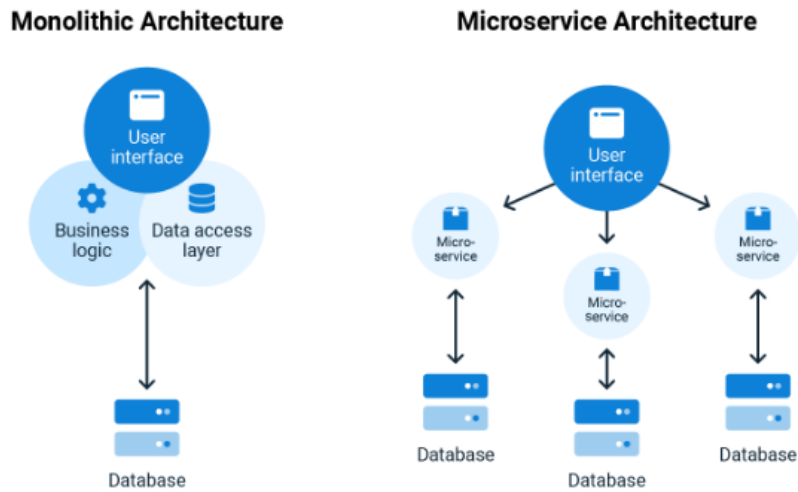 Monolithic Architecture
User
interface
Business
logic
Data access
layer
Database
Microservice Architecture
User
interface
Micro-
service
Micro-
service
Micro-
service
Database
Database
Database